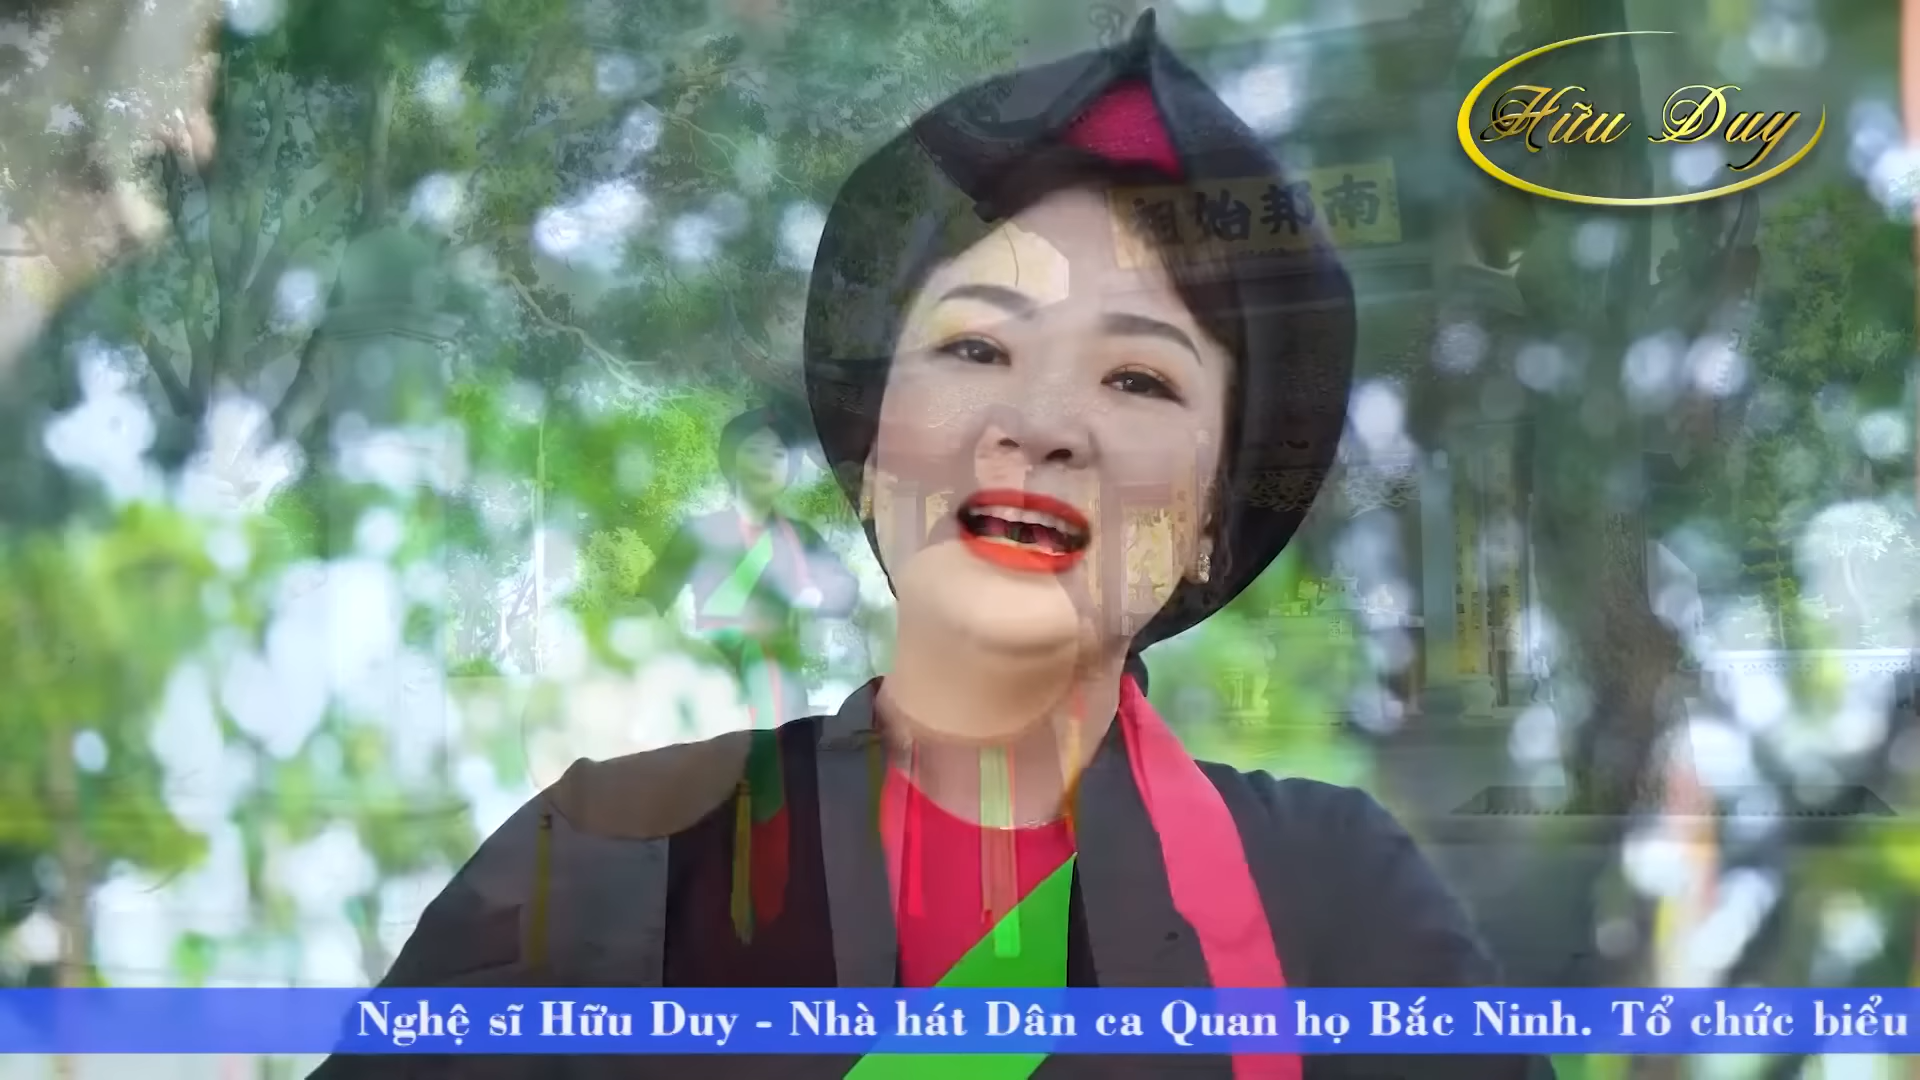 Hữu Duy
祖始邦南
Nghệ sĩ Hữu Duy - Nhà hát Dân ca Quan họ Bắc Ninh. Tổ chức biểu